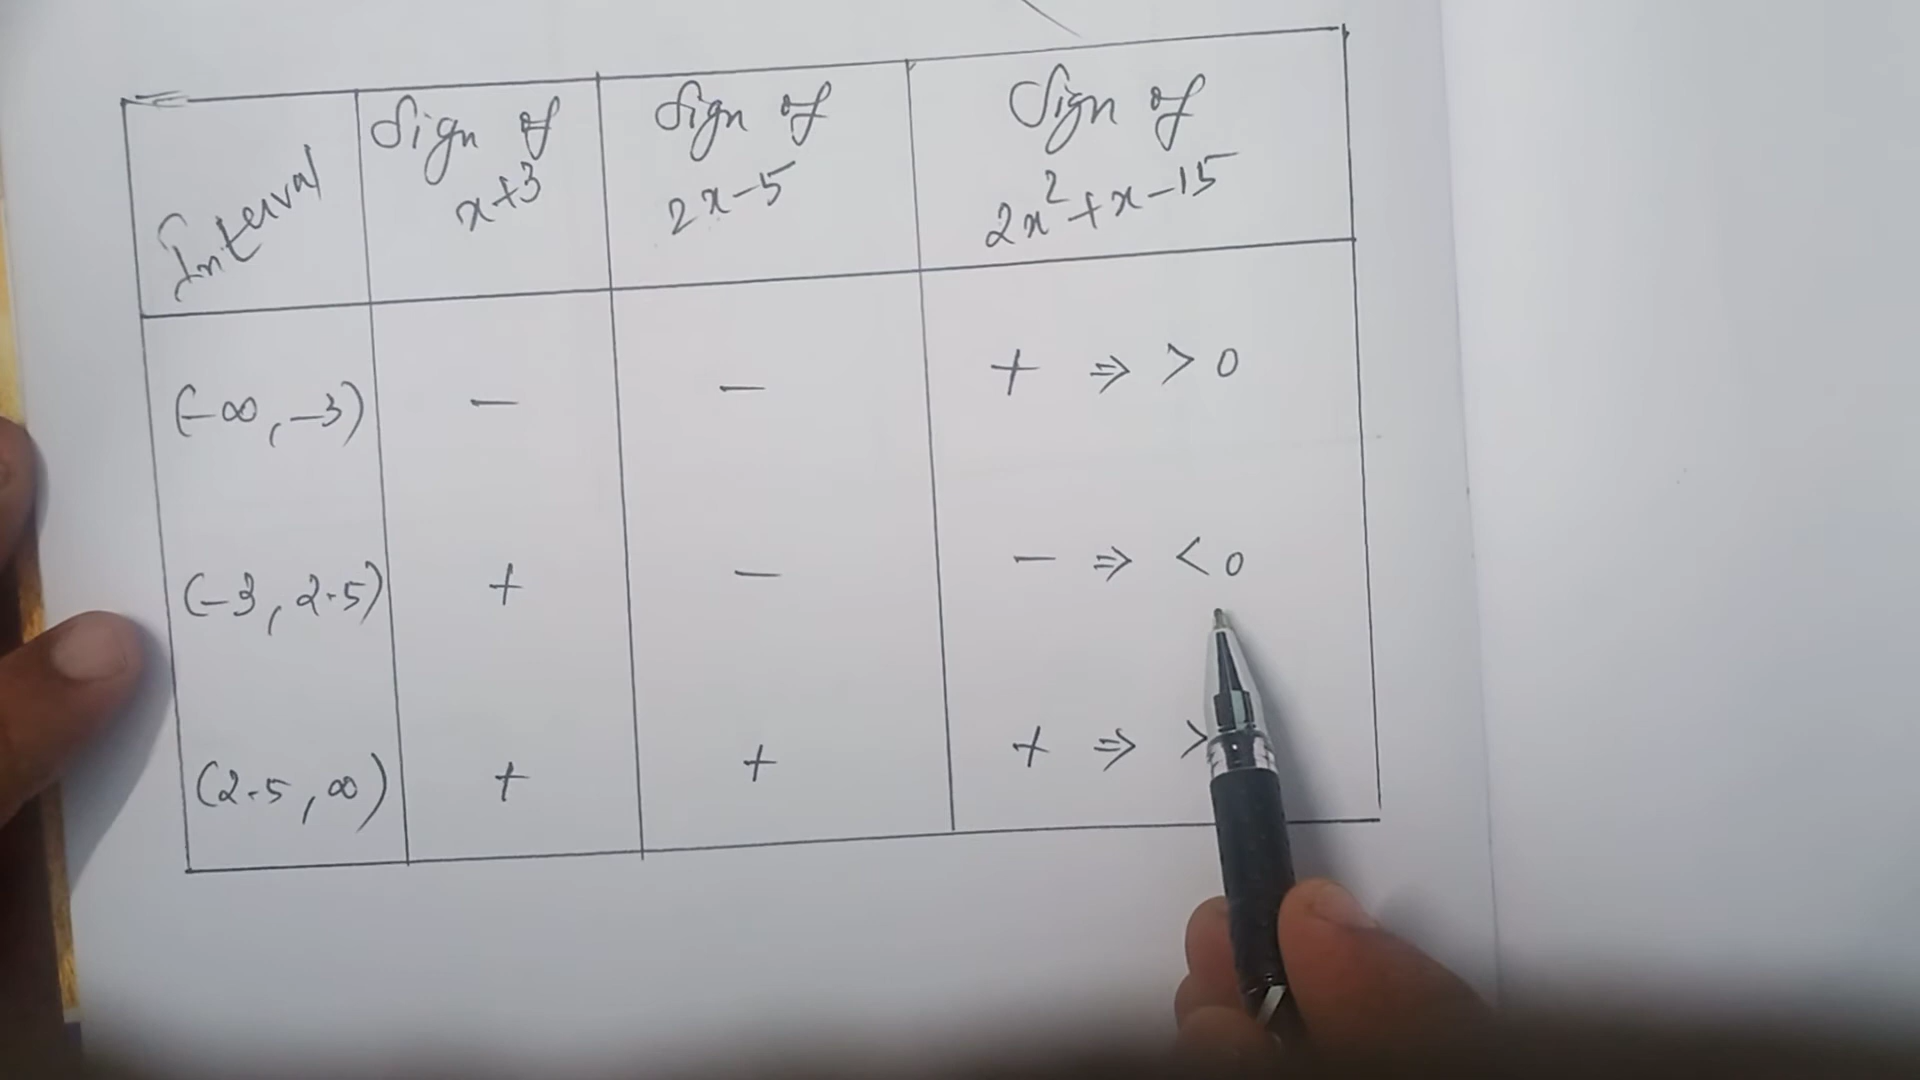 Interval
Sign of
x+3
Sign of
2x-5
Sign of
2x²+x-15
(-∞,-3)
-
-
+ ⇒ > 0
(-3, 2.5)
+
-
- ⇒ < 0
(2.5, ∞)
+
+
+ ⇒ >